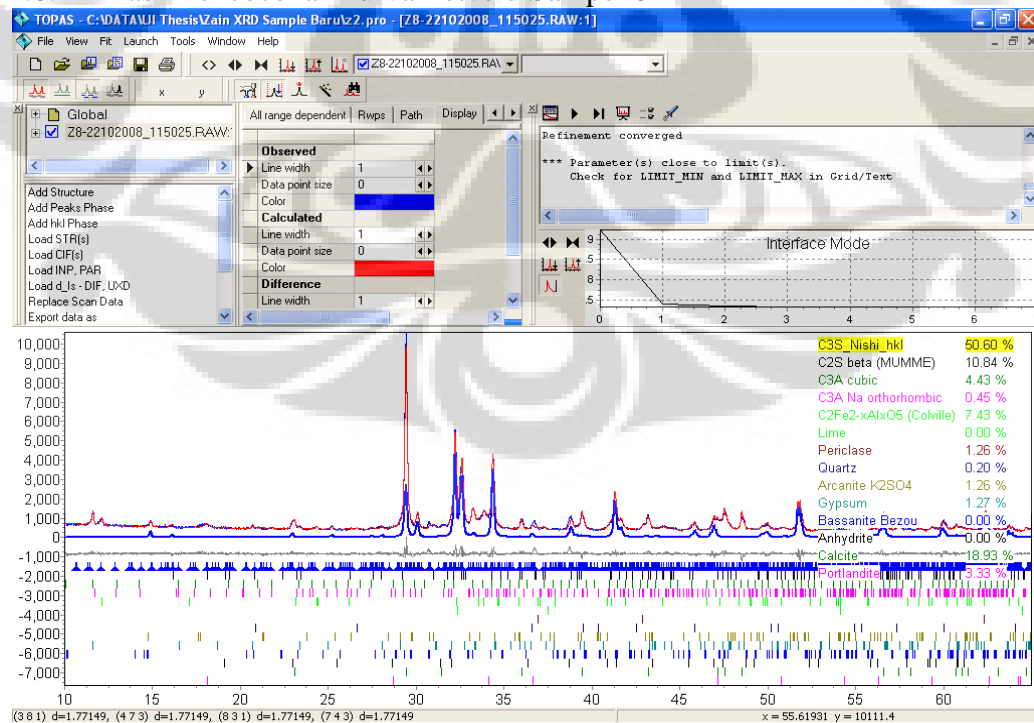 TOPAS - C:\DATA\UI Thesis\Zain XRD Sample Baru\z2.pro - [Z8-22102008_115025.RAW:1]
File View Fit Launch Tools Window Help
Z8-22102008_115025.RA\
x y
Global
Z8-22102008_115025.RAW:
Add Structure
Add Peaks Phase
Add hkl Phase
Load STR(s)
Load CIF(s)
Load INP, PAR
Load d_Is - DIF, UXD
Replace Scan Data
Export data as
All range dependent Rwps Path Display
Observed
Line width 1
Data point size 0
Color
Calculated
Line width 1
Data point size 0
Color
Difference
Line width 1
Refinement converged
*** Parameter(s) close to limit(s).
Check for LIMIT_MIN and LIMIT_MAX in Grid/Text
Interface Mode
9
.5
8
.5
0 1 2 3 4 5 6
10,000
9,000
8,000
7,000
6,000
5,000
4,000
3,000
2,000
1,000
0
-1,000
-2,000
-3,000
-4,000
-5,000
-6,000
-7,000
C3S_Nishi_hkl 50.60 %
C2S beta (MUMME) 10.84 %
C3A cubic 4.43 %
C3A Na orthorhombic 0.45 %
C2Fe2-xAlxO5 (Colville) 7.43 %
Lime 0.00 %
Periclase 1.26 %
Quartz 0.20 %
Arcanite K2SO4 1.26 %
Gypsum 1.27 %
Bassanite Bezou 0.00 %
Anhydrite 0.00 %
Calcite 18.93 %
Portlandite 3.33 %
10 15 20 25 30 35 40 45 50 55 60
(3 8 1) d=1.77149, (4 7 3) d=1.77149, (8 3 1) d=1.77149, (7 4 3) d=1.77149
x = 55.61931 y = 10111.4